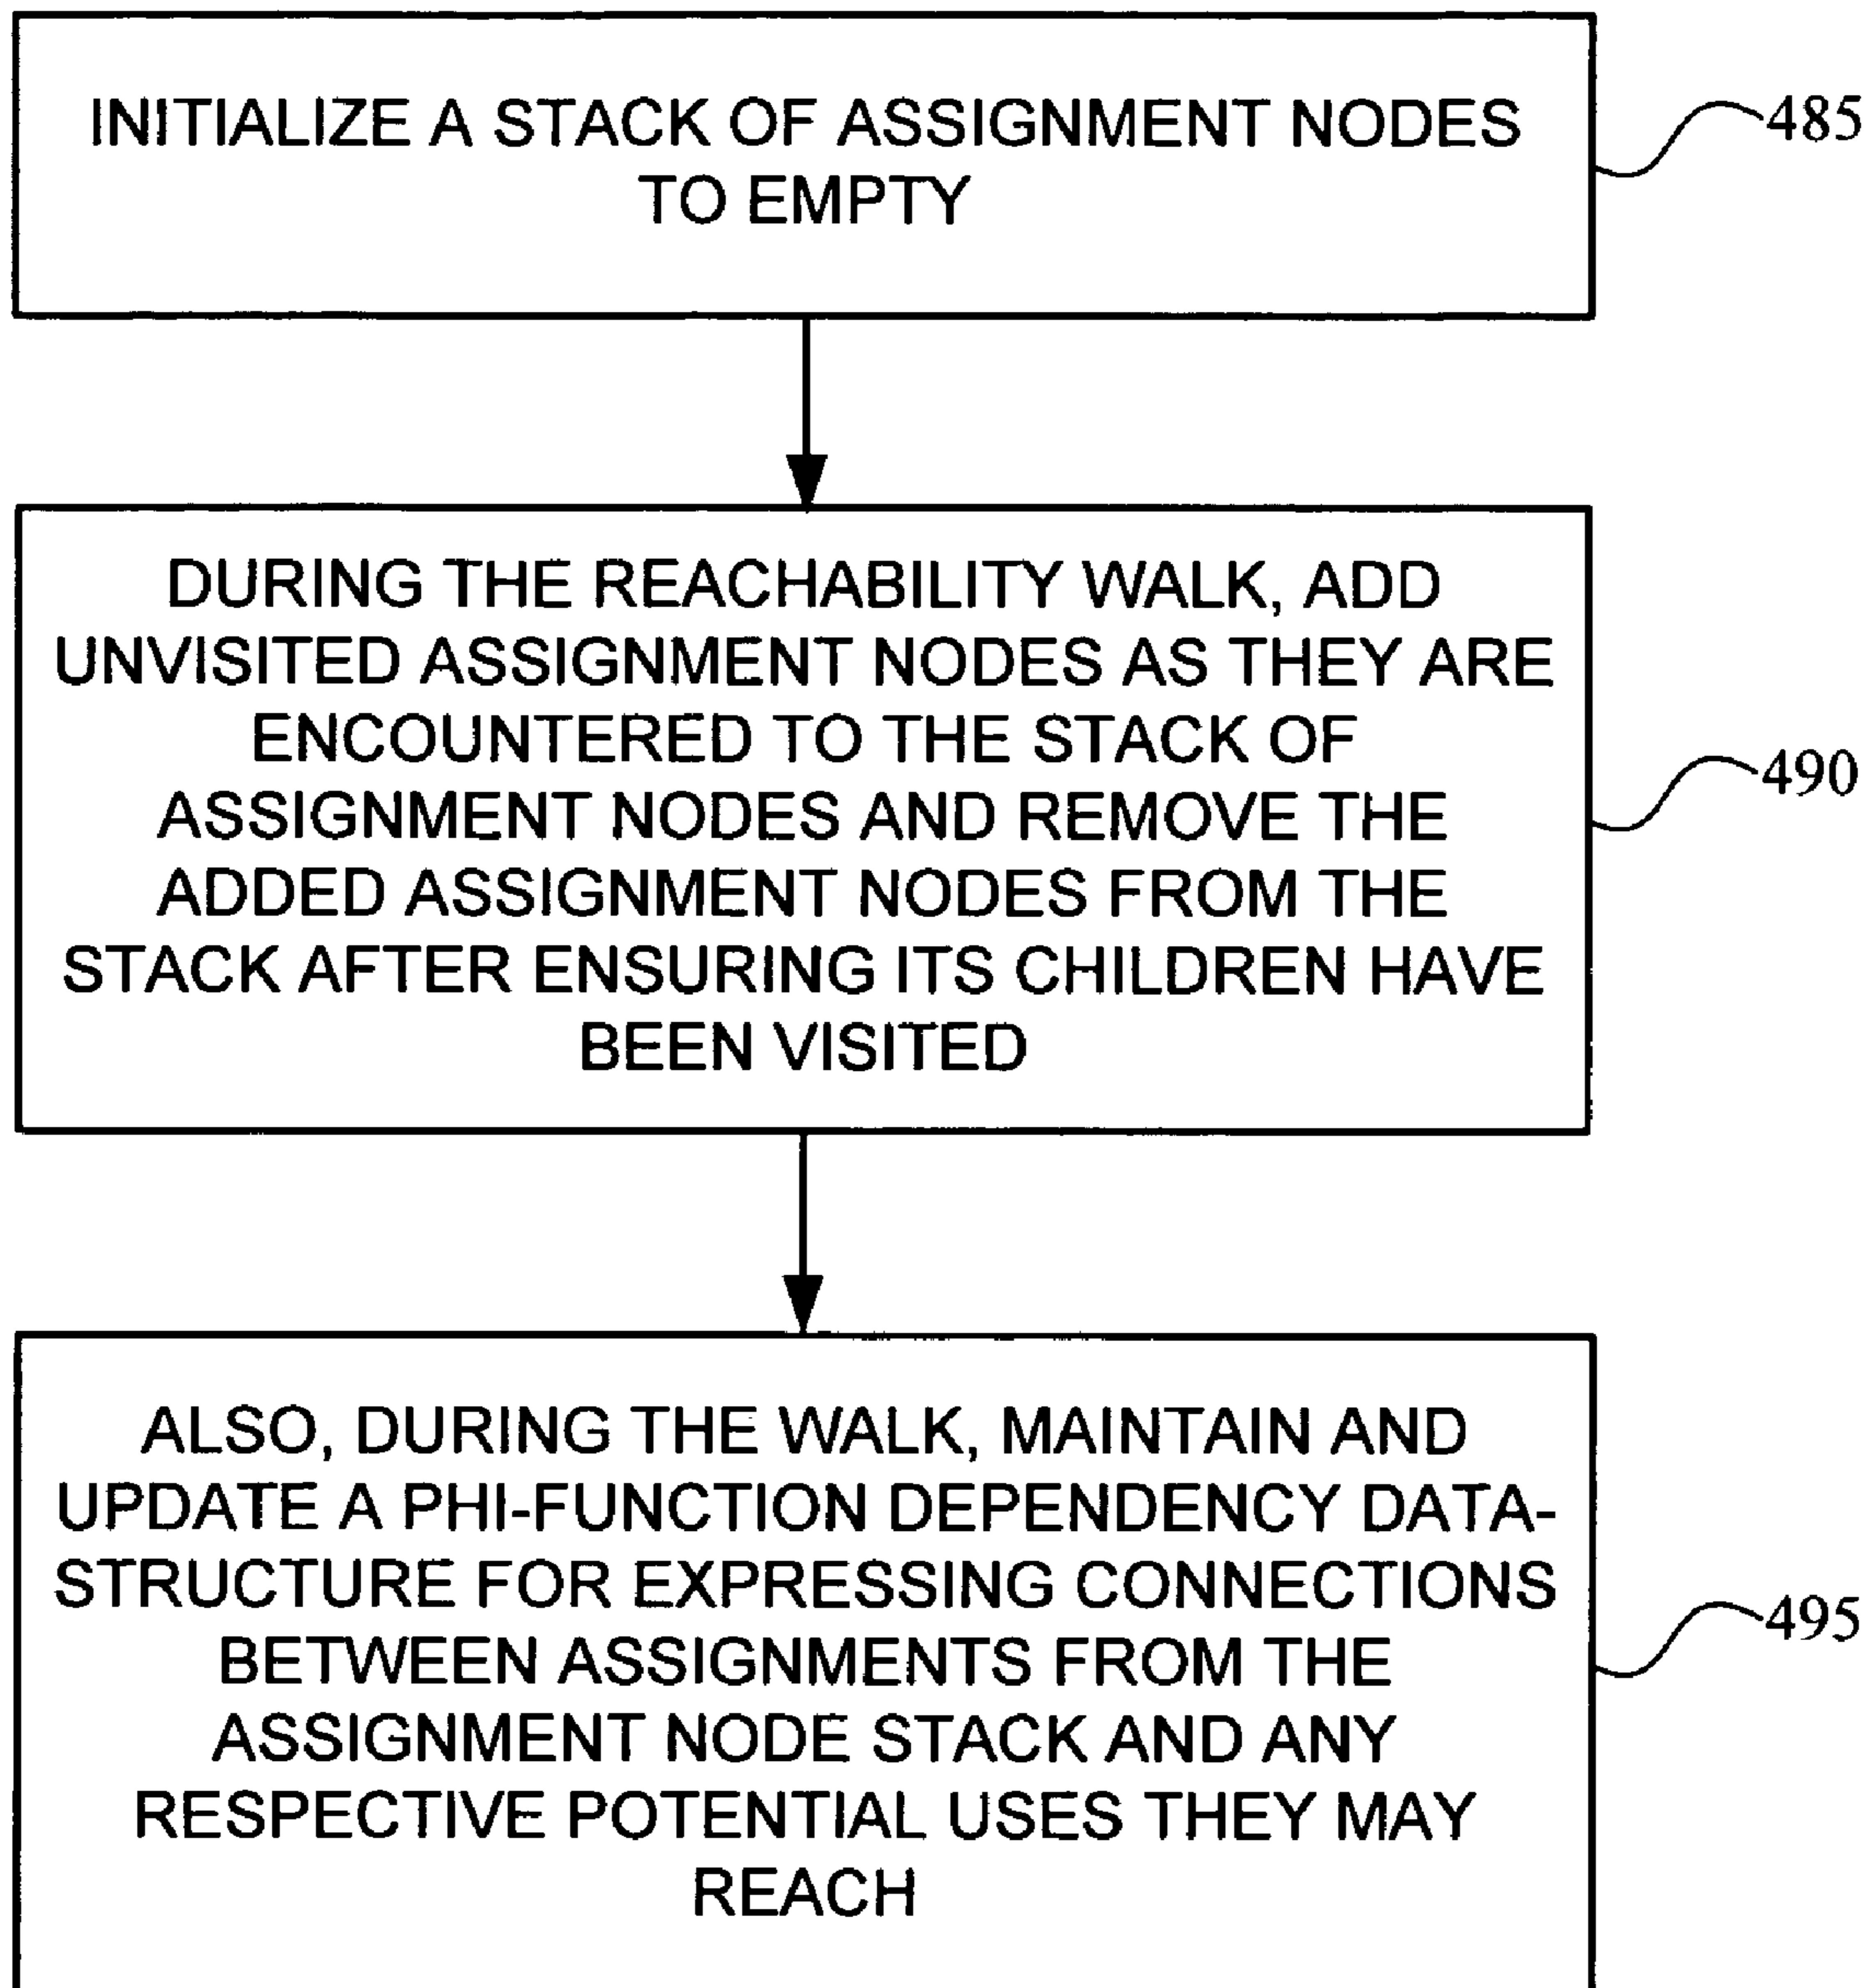 INITIALIZE A STACK OF ASSIGNMENT NODES
TO EMPTY
485
DURING THE REACHABILITY WALK, ADD
UNVISITED ASSIGNMENT NODES AS THEY ARE
ENCOUNTERED TO THE STACK OF
ASSIGNMENT NODES AND REMOVE THE
ADDED ASSIGNMENT NODES FROM THE
STACK AFTER ENSURING ITS CHILDREN HAVE
BEEN VISITED
490
ALSO, DURING THE WALK, MAINTAIN AND
UPDATE A PHI-FUNCTION DEPENDENCY DATA-
STRUCTURE FOR EXPRESSING CONNECTIONS
BETWEEN ASSIGNMENTS FROM THE
ASSIGNMENT NODE STACK AND ANY
RESPECTIVE POTENTIAL USES THEY MAY
REACH
495